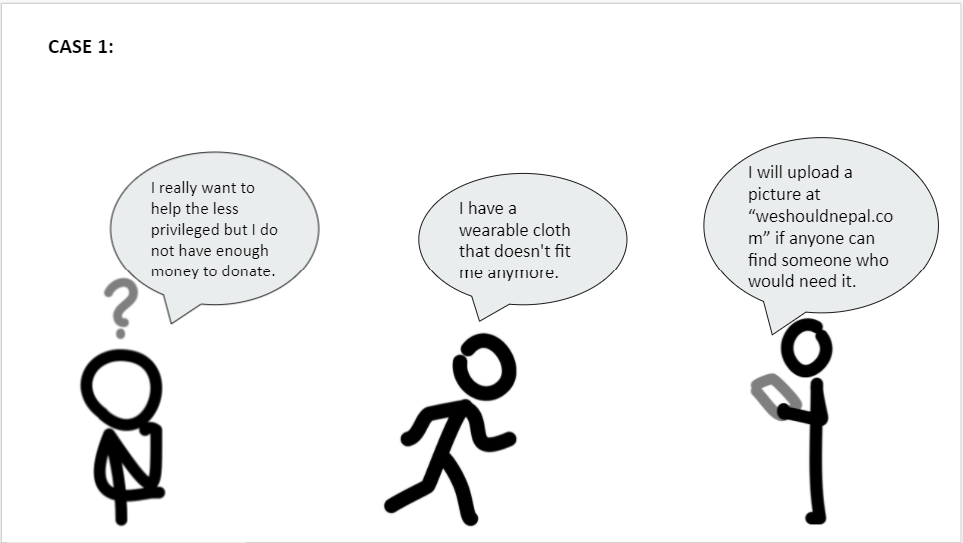 CASE 1:
I really want to
help the less
privileged but I do
not have enough
money to donate.
I have a
wearable cloth
that doesn't fit
me anymore.
I will upload a
picture at
“weshouldnepal.co
m” if anyone can
find someone who
would need it.
?